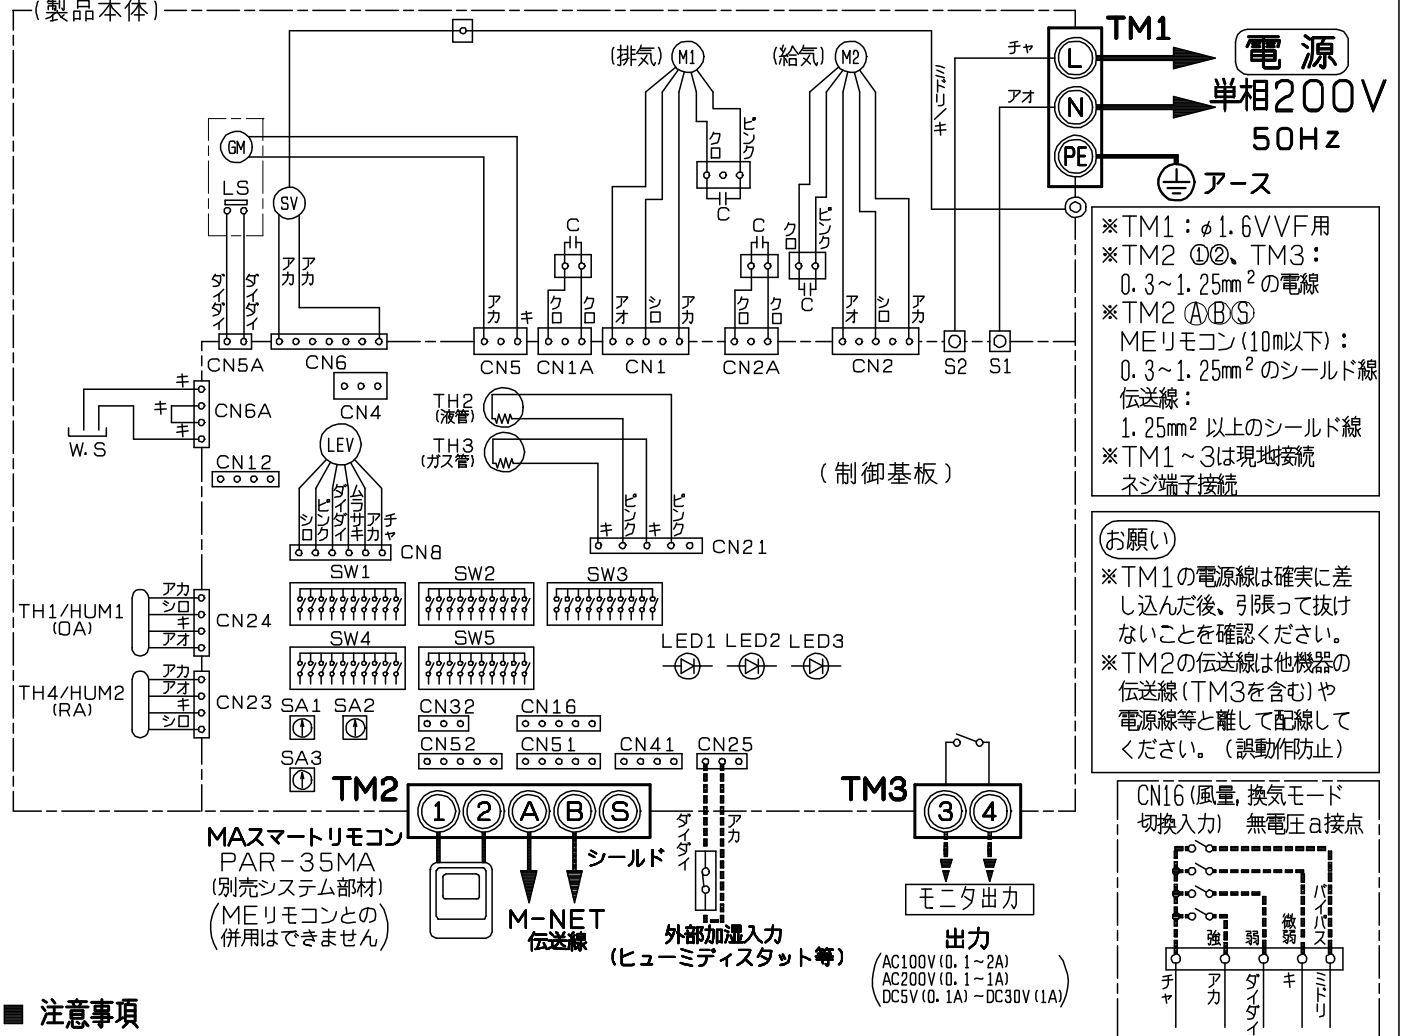 (製品本体)
TM1
L
N
PE
電源
単相200V
50Hz
アース
チャ
アオ
ミドリ/キ
(排気)
M1
(給気)
M2
クロ
ピンク
C
クロ
ピンク
C
GM
LS
SV
ダイダイ
ダイダイ
アカ
アカ
アカ
キ
C
クロ
クロ
アオ
シロ
アカ
C
クロ
クロ
アオ
シロ
アカ
CN5A
CN6
CN5
CN1A
CN1
CN2A
CN2
S2
S1
キ
キ
キ
CN6A
W.S
CN4
CN12
LEV
シロ
ピンク
ダイダイ
ムラサキ
アカ
チャ
CN8
TH2
(液管)
TH3
(ガス管)
キ
ピンク
キ
ピンク
CN21
(制御基板)
SW1
SW2
SW3
SW4
SW5
LED1
LED2
LED3
TH1/HUM1
(OA)
アカ
シロ
キ
アオ
CN24
TH4/HUM2
(RA)
アカ
アオ
キ
シロ
CN23
SA1
SA2
SA3
CN32
CN16
CN52
CN51
CN41
CN25
TM2
1
2
A
B
S
TM3
3
4
MAスマートリモコン
PAR-35MA
(別売システム部材)
(MEリモコンとの
併用はできません)
シールド
M-NET
伝送線
ダイダイ
アカ
外部加湿入力
(ヒューミディスタット等)
モニタ出力
出力
(AC100V(0.1~2A)
AC200V(0.1~1A)
DC5V(0.1A)~DC30V(1A))
※TM1:φ1.6VVF用
※TM2 ①②、TM3:
0.3~1.25mm²の電線
※TM2 ⒶⒷⓈ
MEリモコン(10m以下):
0.3~1.25mm²のシールド線
伝送線:
1.25mm²以上のシールド線
※TM1~3は現地接続
ネジ端子接続
お願い
※TM1の電源線は確実に差
し込んだ後、引張って抜け
ないことを確認ください。
※TM2の伝送線は他機器の
伝送線(TM3を含む)や
電源線等と離して配線して
ください。(誤動作防止)
CN16(風量,換気モード
切換入力) 無電圧a接点
強
弱
微弱
バイパス
チャ
アカ
ダイダイ
キ
ミドリ
■ 注意事項